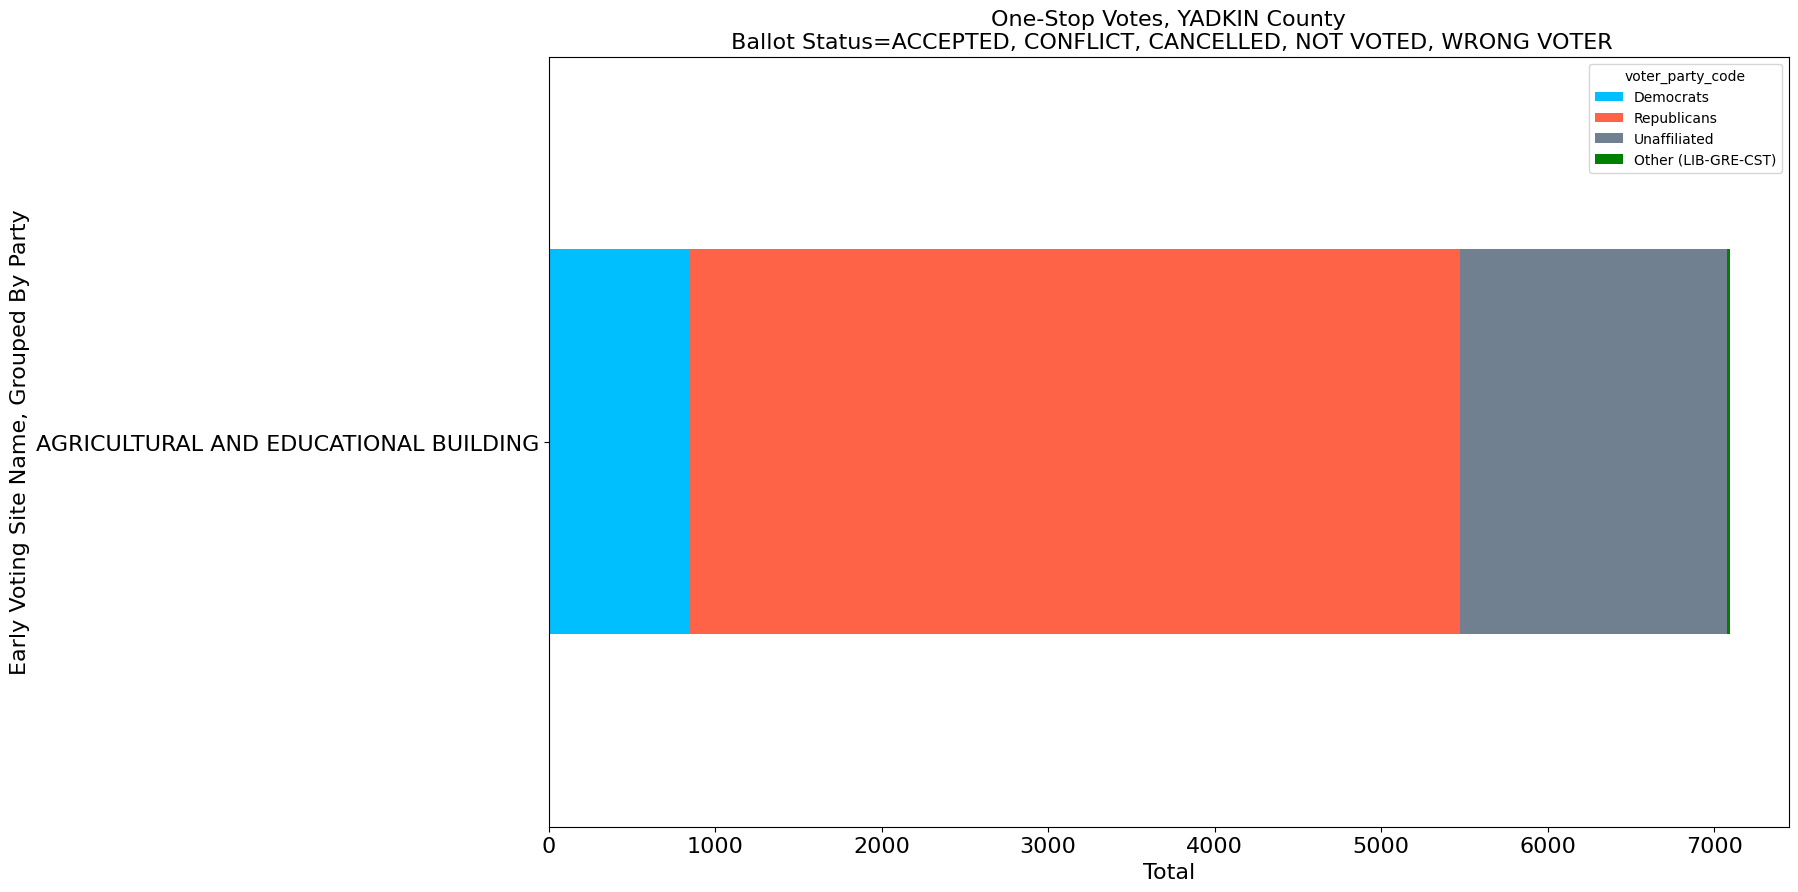 One-Stop Votes, YADKIN County
Ballot Status=ACCEPTED, CONFLICT, CANCELLED, NOT VOTED, WRONG VOTER
voter_party_code
Democrats
Republicans
Unaffiliated
Other (LIB-GRE-CST)
Early Voting Site Name, Grouped By Party
AGRICULTURAL AND EDUCATIONAL BUILDING
0 1000 2000 3000 4000 5000 6000 7000
Total